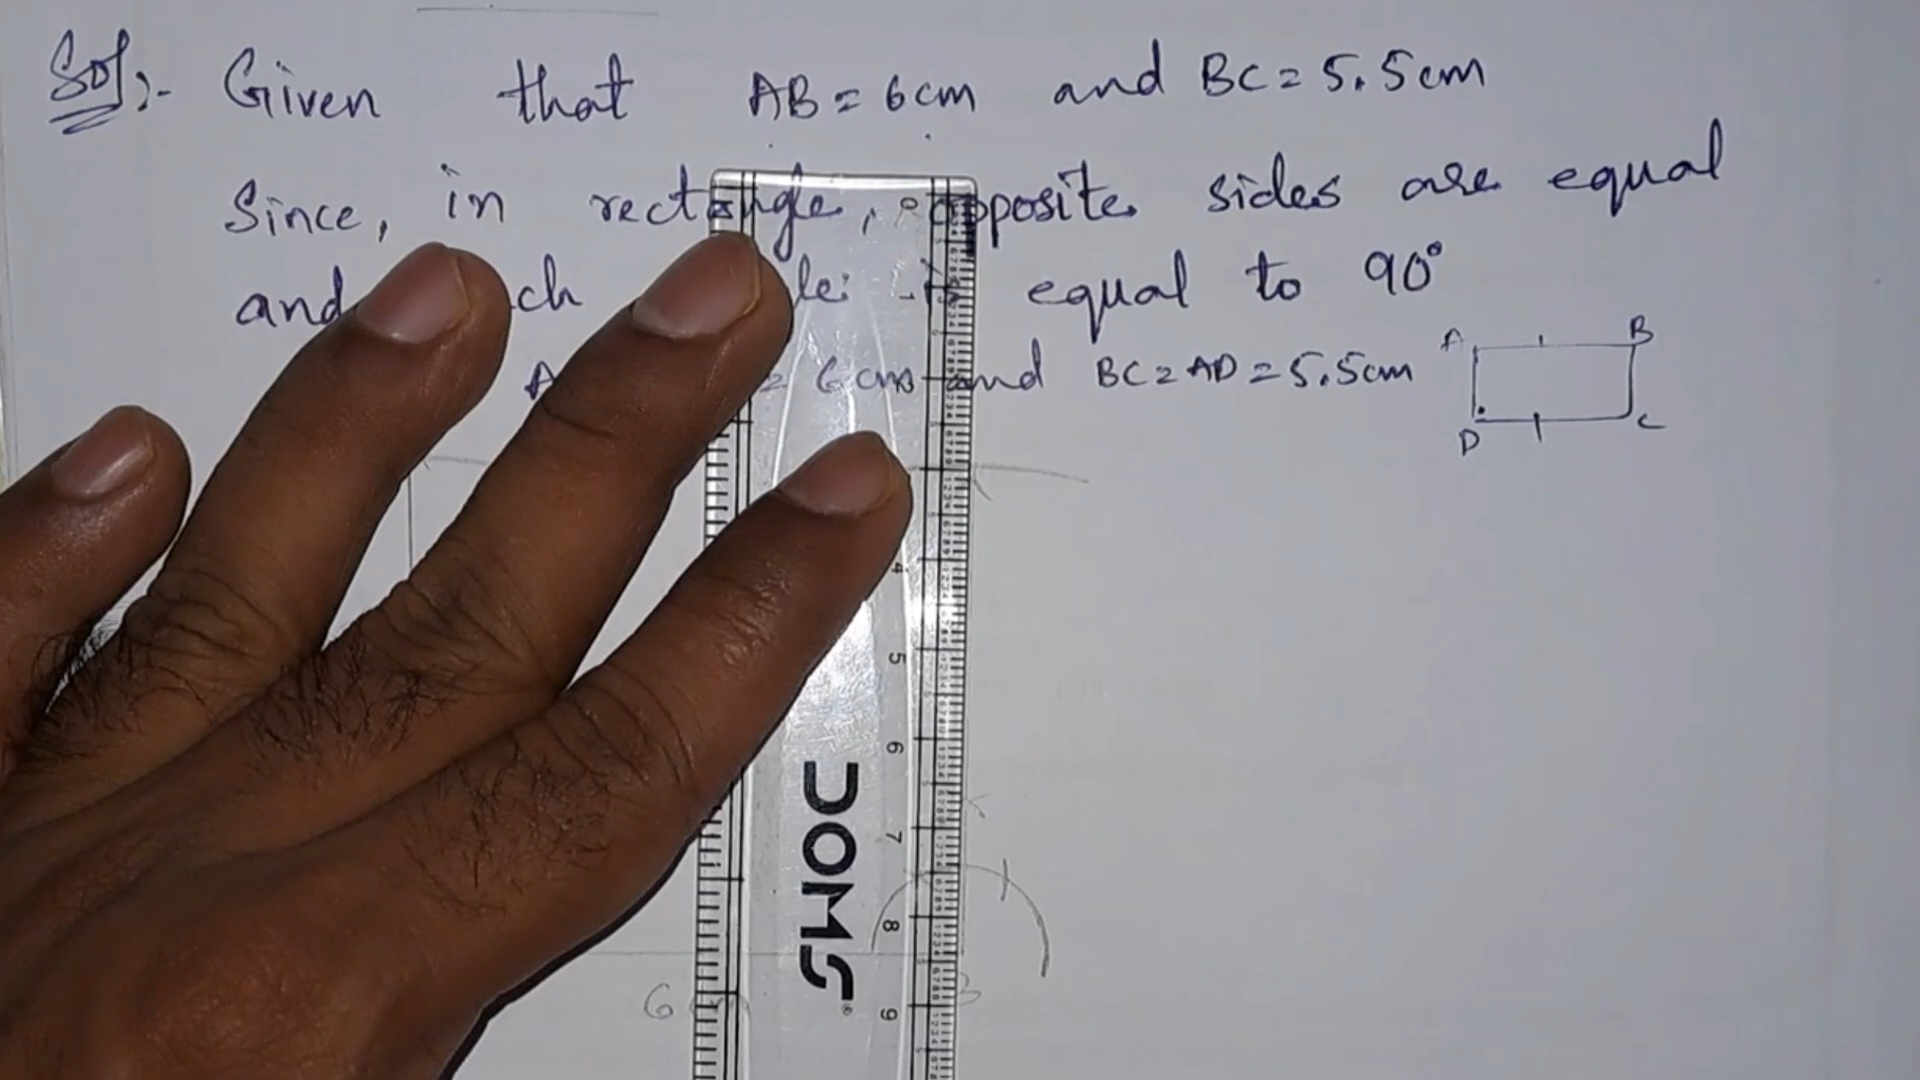 Sol:- Given that AB = 6cm and BC = 5.5cm
Since, in rectangle, opposite sides are equal
and equal to 90°
6cm and BC = AD = 5.5cm
A B
D C
4
5
6
7
8
9
DOMS
6
B